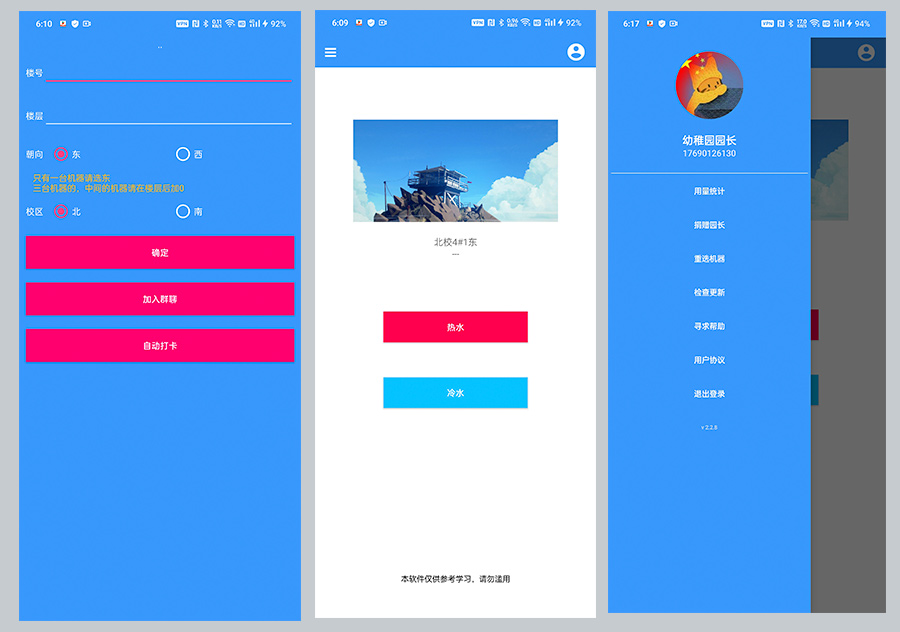 6:10
92%
..
楼号
楼层
朝向
东
西
只有一台机器请选东
三台机器的，中间的机器请在楼层后加0
校区
北
南
确定
加入群聊
自动打卡
6:09
92%
北校4#1东
---
热水
冷水
本软件仅供参考学习，请勿滥用
6:17
94%
幼稚园园长
17690126130
用量统计
捐赠园长
重选机器
检查更新
寻求帮助
用户协议
退出登录
v 2.2.8